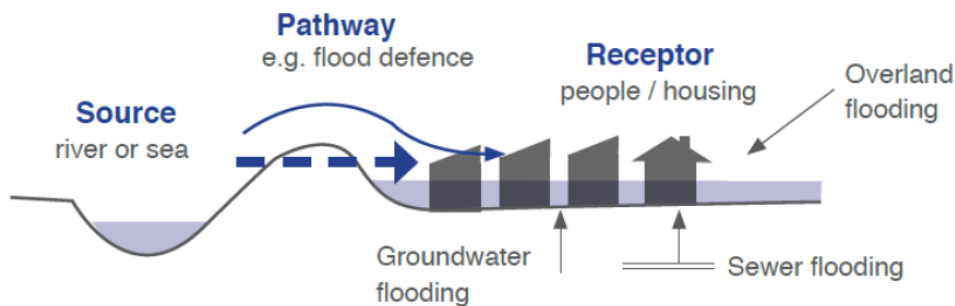 Pathway
e.g. flood defence
Receptor
people / housing
Overland
flooding
Source
river or sea
Groundwater
flooding
Sewer flooding